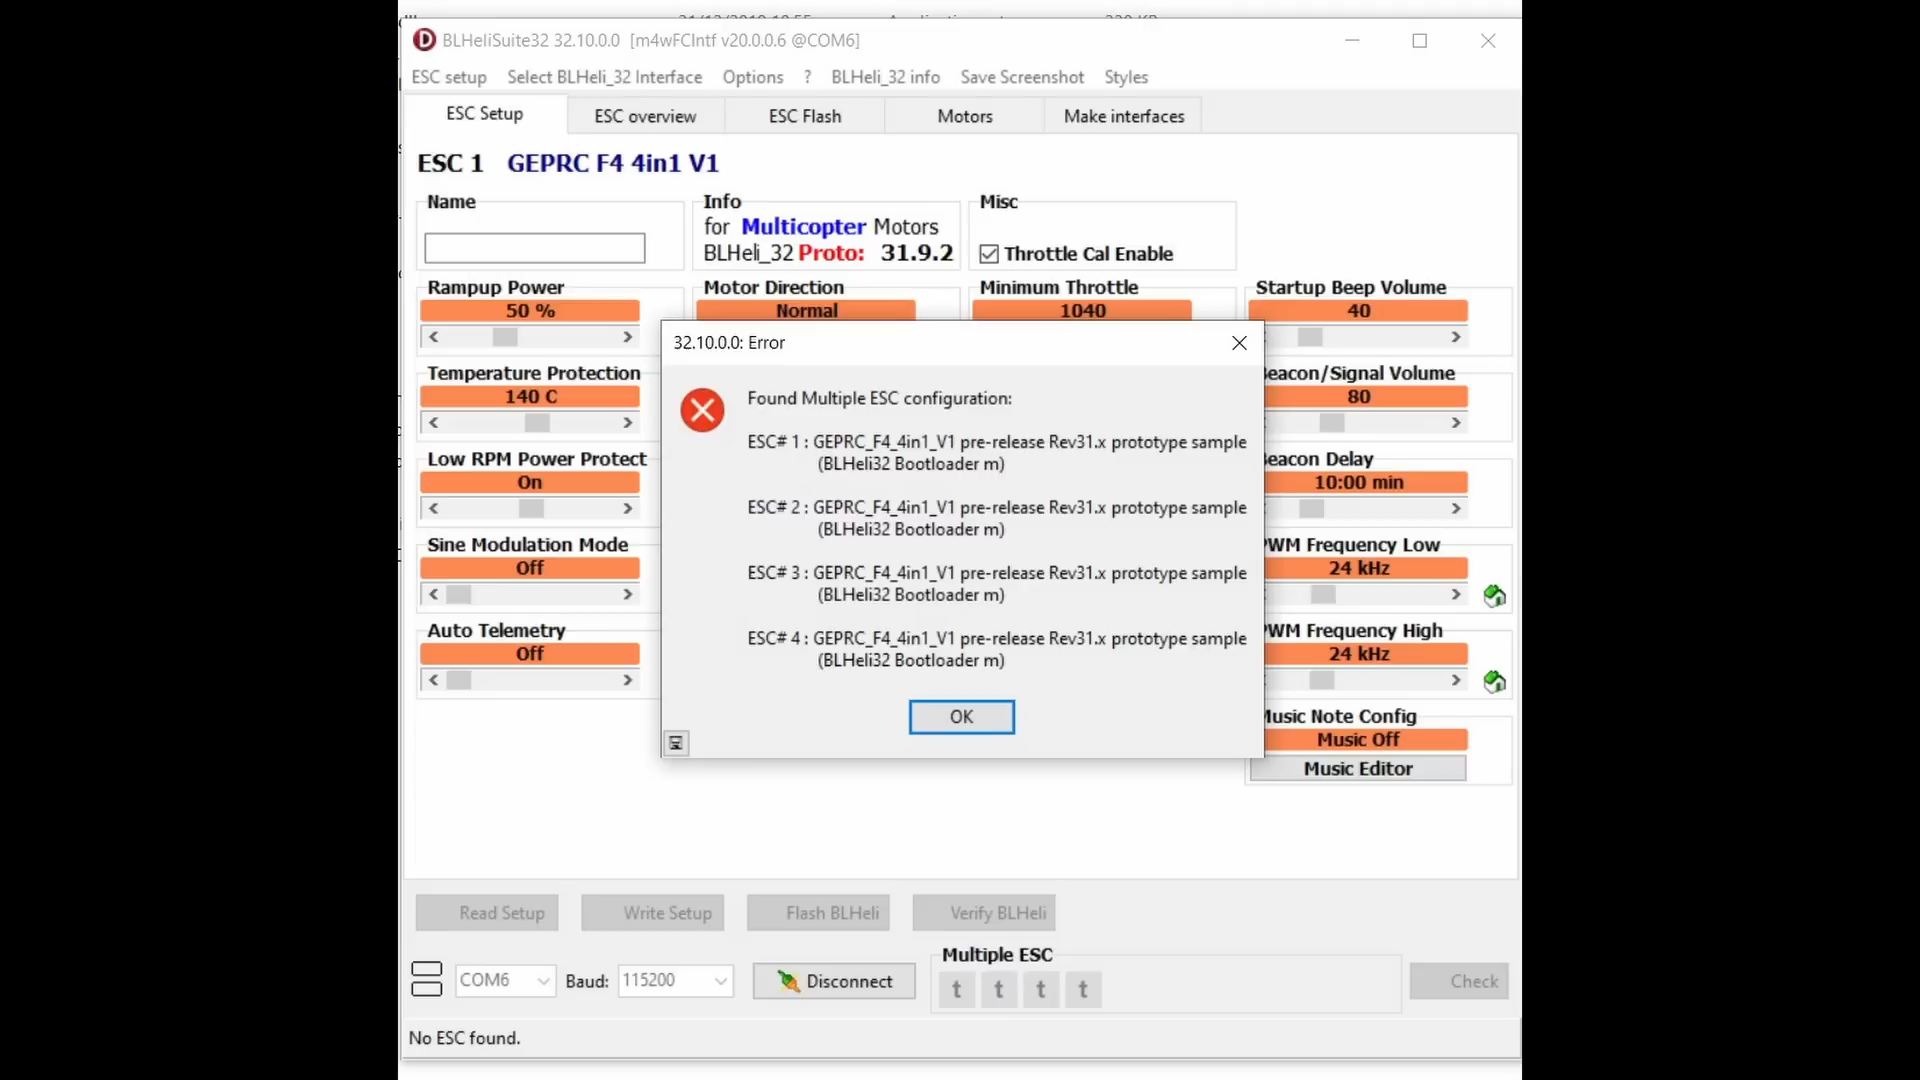 BLHeliSuite32 32.10.0.0 [m4wFCIntf v20.0.0.6 @COM6]
ESC setup Select BLHeli_32 Interface Options ? BLHeli_32 info Save Screenshot Styles
ESC Setup ESC overview ESC Flash Motors Make interfaces
ESC 1 GEPRC F4 4in1 V1
Name Info Misc
for Multicopter Motors
BLHeli_32 Proto: 31.9.2 Throttle Cal Enable
Rampup Power Motor Direction Minimum Throttle Startup Beep Volume
50 % Normal 1040 40
32.10.0.0: Error
Temperature Protection Beacon/Signal Volume
140 C 80
Found Multiple ESC configuration:
ESC# 1 : GEPRC_F4_4in1_V1 pre-release Rev31.x prototype sample
(BLHeli32 Bootloader m)
Low RPM Power Protect Beacon Delay
On 10:00 min
ESC# 2 : GEPRC_F4_4in1_V1 pre-release Rev31.x prototype sample
(BLHeli32 Bootloader m)
Sine Modulation Mode PWM Frequency Low
Off 24 kHz
ESC# 3 : GEPRC_F4_4in1_V1 pre-release Rev31.x prototype sample
(BLHeli32 Bootloader m)
Auto Telemetry PWM Frequency High
Off 24 kHz
ESC# 4 : GEPRC_F4_4in1_V1 pre-release Rev31.x prototype sample
(BLHeli32 Bootloader m)
OK
Music Note Config
Music Off
Music Editor
Read Setup Write Setup Flash BLHeli Verify BLHeli
Multiple ESC
COM6 Baud: 115200 Disconnect t t t t Check
No ESC found.